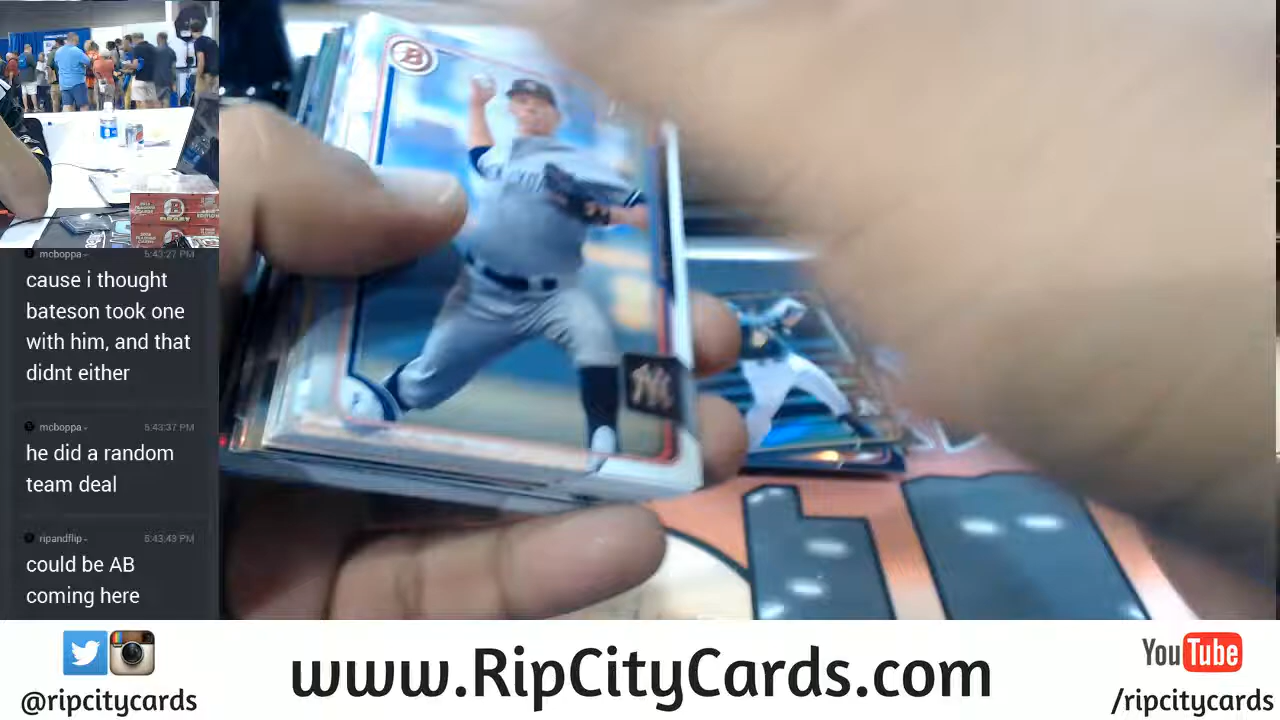 mcboppa
5:43:27 PM
cause i thought
bateson took one
with him, and that
didnt either
mcboppa
5:43:37 PM
he did a random
team deal
ripandflip
5:43:43 PM
could be AB
coming here
B
NY
B
@ripcitycards
www.RipCityCards.com
YouTube
/ripcitycards